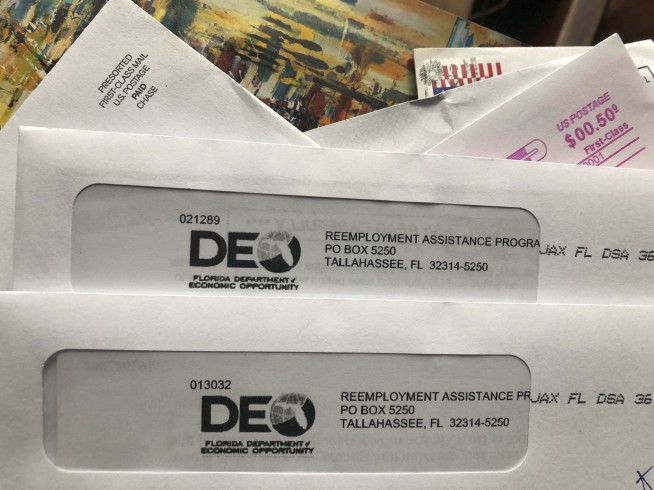 PRESORTED
FIRST-CLASS MAIL
U.S. POSTAGE
PAID
CHASE
US POSTAGE
$00.50⁰
First-Class
0001
021289
DEO
FLORIDA DEPARTMENT of
ECONOMIC OPPORTUNITY
REEMPLOYMENT ASSISTANCE PROGRA
PO BOX 5250
TALLAHASSEE, FL 32314-5250
JAX FL DSA 36
013032
DEO
FLORIDA DEPARTMENT of
ECONOMIC OPPORTUNITY
REEMPLOYMENT ASSISTANCE PR
PO BOX 5250
TALLAHASSEE, FL 32314-5250
JAX FL DSA 36